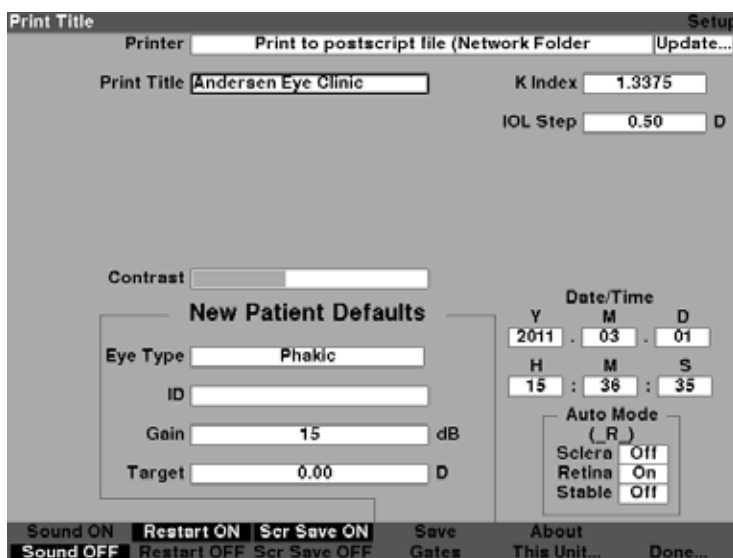 Print Title Setup
Printer Print to postscript file (Network Folder Update...
Print Title Andersen Eye Clinic K Index 1.3375
IOL Step 0.50 D
Contrast
New Patient Defaults
Eye Type Phakic
ID
Gain 15 dB
Target 0.00 D
Date/Time
Y M D
2011 . 03 . 01
H M S
15 : 36 : 35
Auto Mode
(_R_)
Sclera Off
Retina On
Stable Off
Sound ON Restart ON Scr Save ON Save About
Sound OFF Restart OFF Scr Save OFF Gates This Unit... Done...